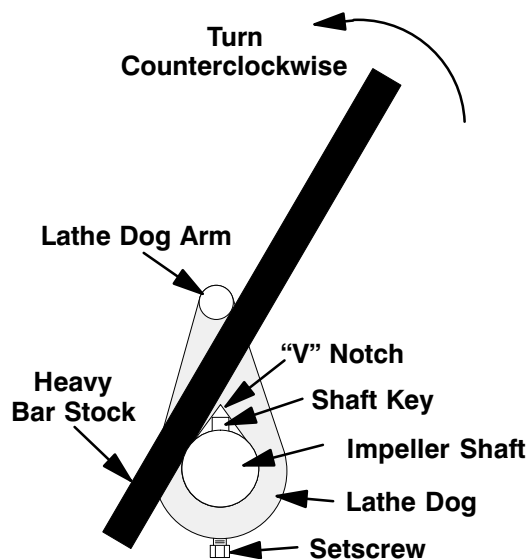 Turn
Counterclockwise
Lathe Dog Arm
“V” Notch
Heavy
Bar Stock
Shaft Key
Impeller Shaft
Lathe Dog
Setscrew